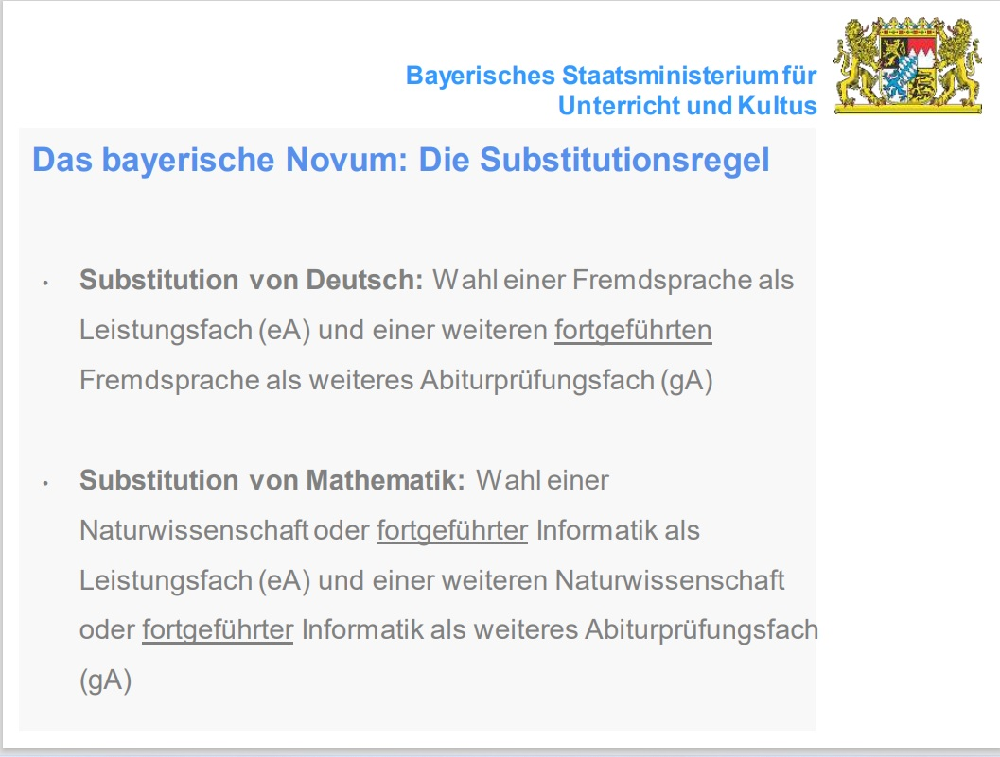 Bayerisches Staatsministerium für
Unterricht und Kultus
Das bayerische Novum: Die Substitutionsregel
• Substitution von Deutsch: Wahl einer Fremdsprache als
Leistungsfach (eA) und einer weiteren fortgeführten
Fremdsprache als weiteres Abiturprüfungsfach (gA)
• Substitution von Mathematik: Wahl einer
Naturwissenschaft oder fortgeführter Informatik als
Leistungsfach (eA) und einer weiteren Naturwissenschaft
oder fortgeführter Informatik als weiteres Abiturprüfungsfach
(gA)